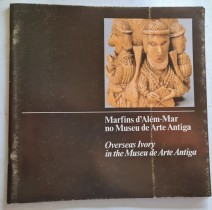 Marfins d'Além-Mar
no Museu de Arte Antiga
Overseas Ivory
in the Museu de Arte Antiga